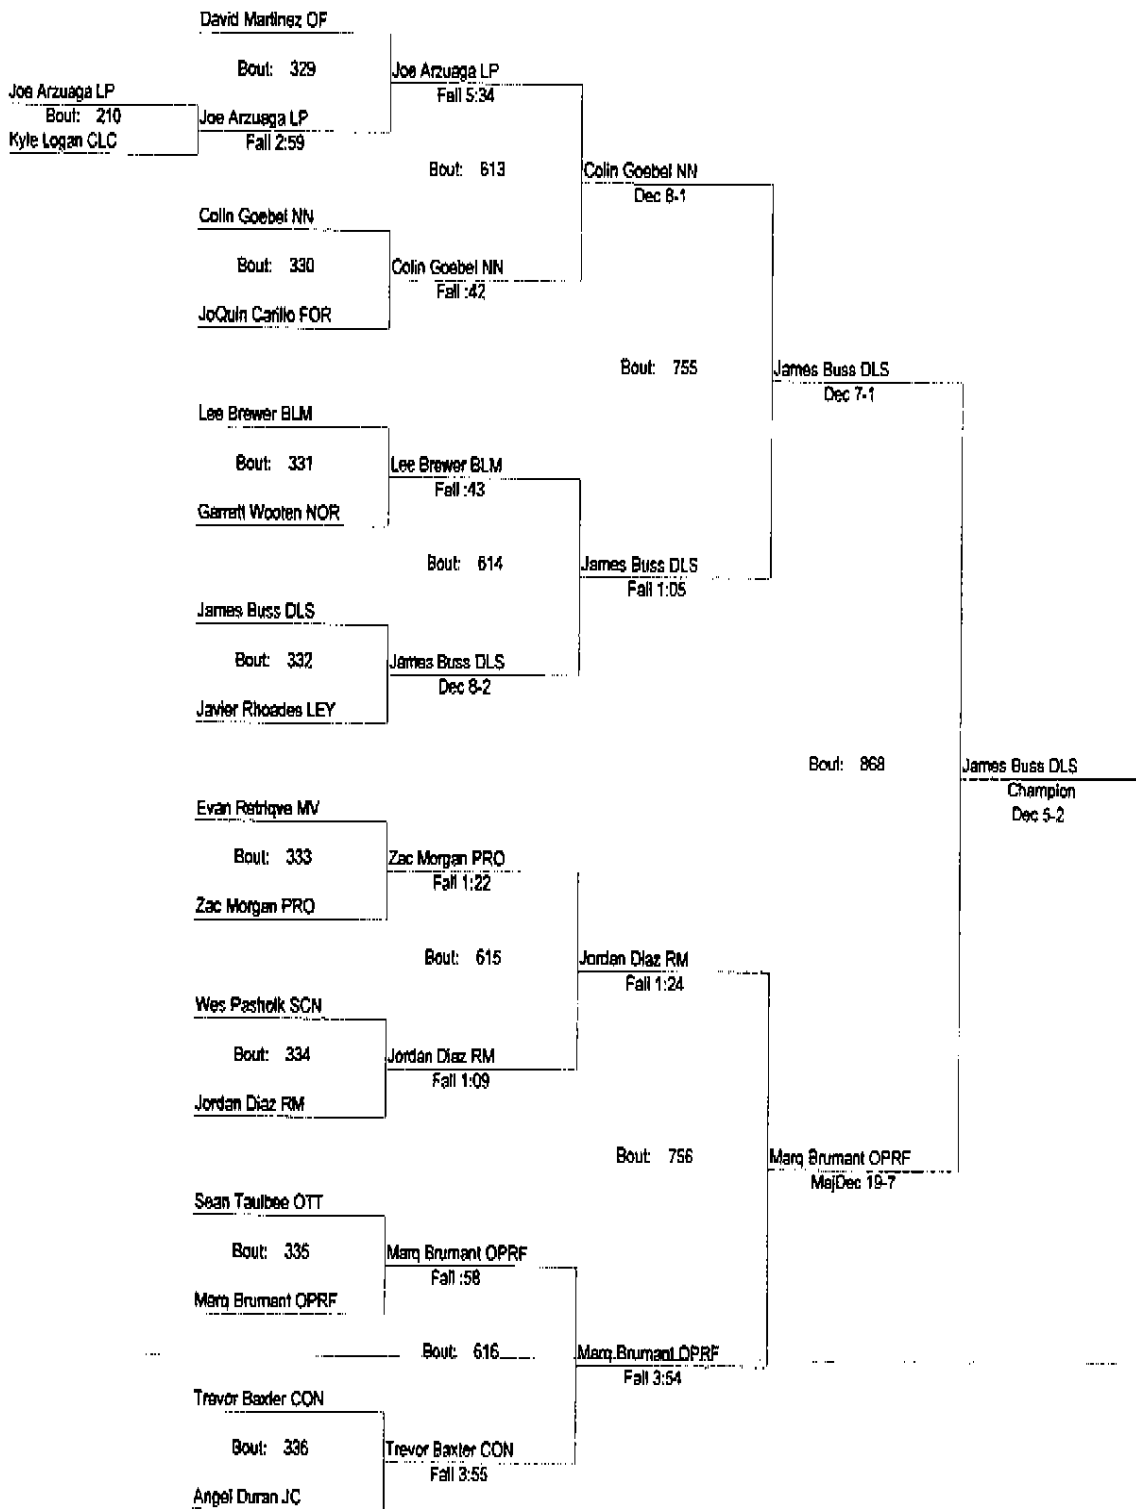 David Martinez OF
Bout: 329
Joe Arzuaga LP
Fall 5:34
Joe Arzuaga LP
Bout: 210
Kyle Logan CLC
Joe Arzuaga LP
Fall 2:59
Bout: 613
Colin Goebel NN
Dec 6-1
Colin Goebel NN
Bout: 330
Colin Goebel NN
Fall :42
JoQuin Carillo FOR
Bout: 755
James Buss DLS
Dec 7-1
Lee Brewer BLM
Bout: 331
Lee Brewer BLM
Fall :43
Garrett Wooten NOR
Bout: 614
James Buss DLS
Fall 1:05
James Buss DLS
Bout: 332
James Buss DLS
Dec 8-2
Javier Rhoades LEY
Bout: 868
James Buss DLS
Champion
Dec 5-2
Evan MV
Bout: 333
Zac Morgan PRO
Fall 1:22
Zac Morgan PRO
Bout: 615
Jordan Diaz RM
Fall 1:24
Wes Pasholk SCN
Bout: 334
Jordan Diaz RM
Fall 1:09
Jordan Diaz RM
Bout: 756
Marq Brumant OPRF
MajDec 19-7
Sean Taulbee OTT
Bout: 335
Marq Brumant OPRF
Fall :58
Marq Brumant OPRF
Bout: 616
Marq Brumant OPRF
Fall 3:54
Trevor Baxter CON
Bout: 336
Trevor Baxter CON
Fall 3:55
Angel Duran JC